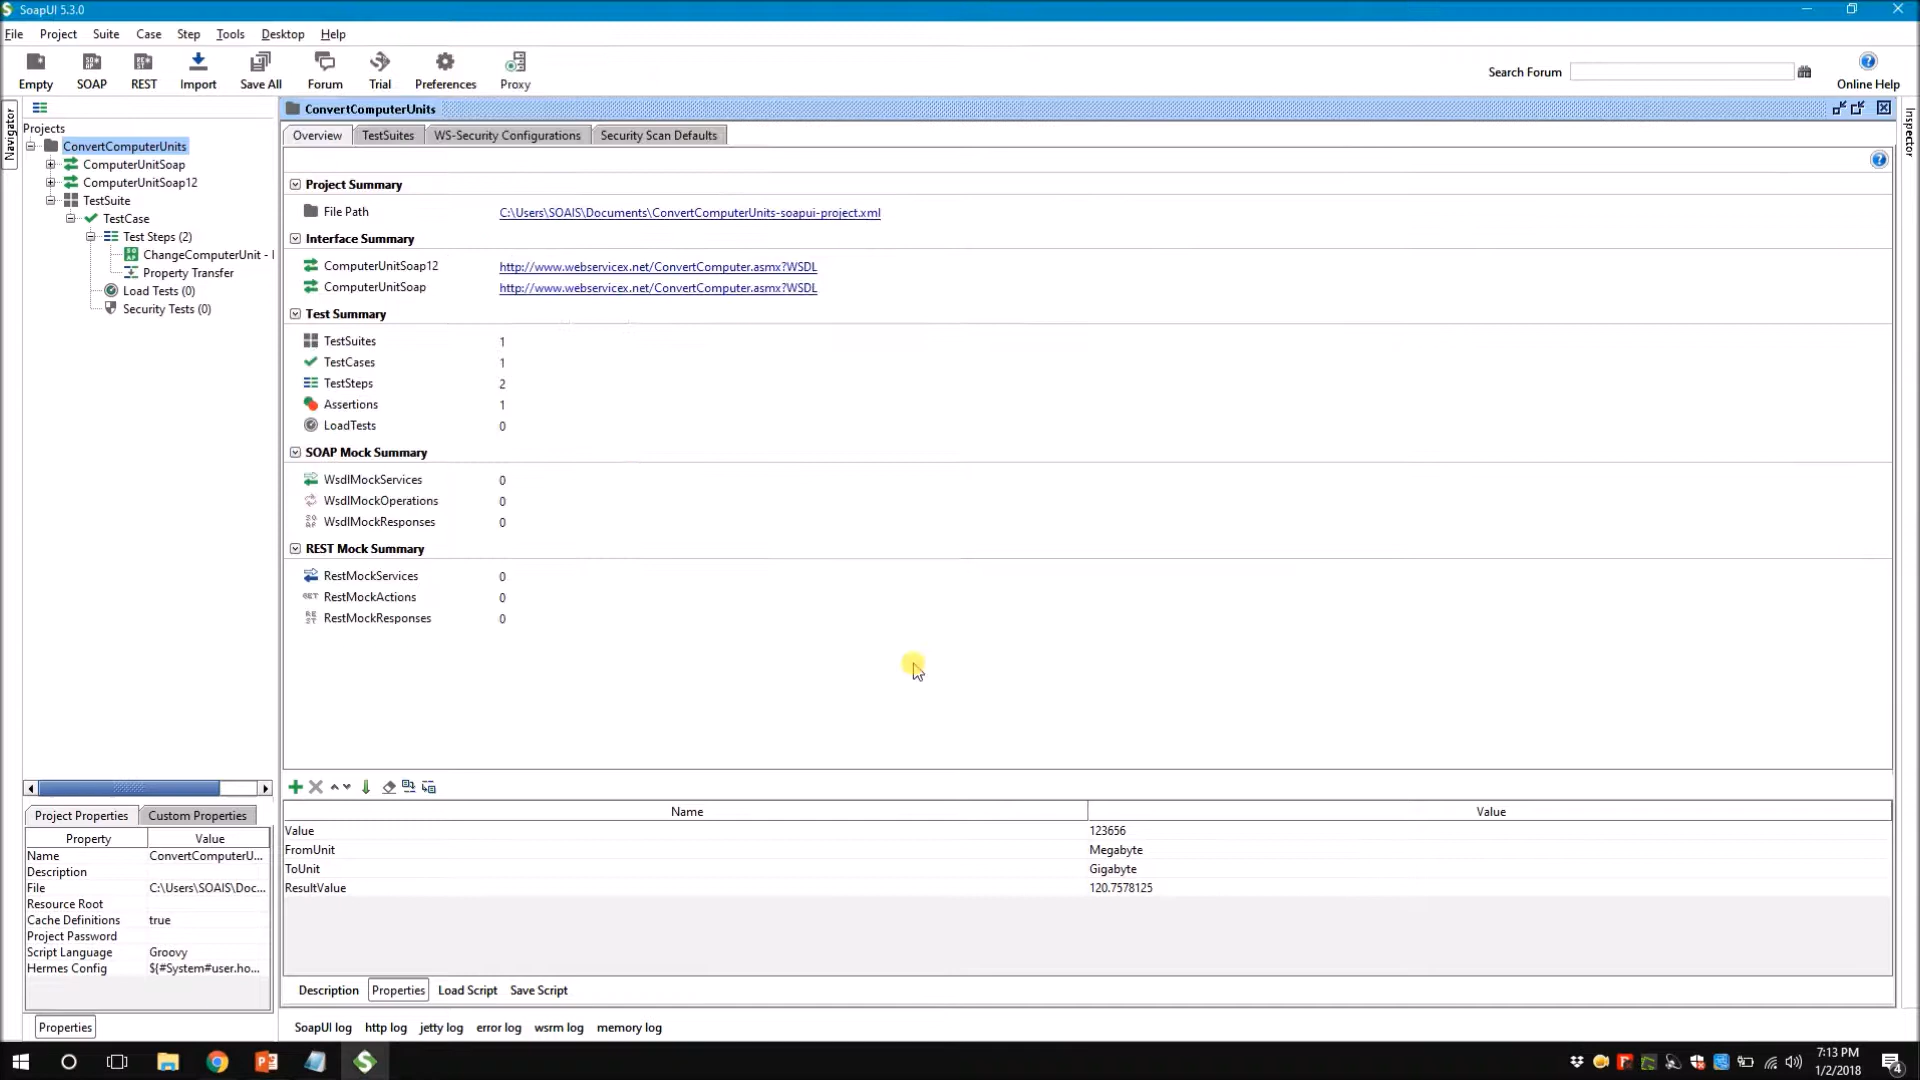 SoapUI 5.3.0
File Project Suite Case Step Tools Desktop Help
Empty SOAP REST Import Save All Forum Trial Preferences Proxy Search Forum Online Help
Navigator
Inspector
Projects
ConvertComputerUnits
ComputerUnitSoap
ComputerUnitSoap12
TestSuite
TestCase
Test Steps (2)
ChangeComputerUnit -
Property Transfer
Load Tests (0)
Security Tests (0)
ConvertComputerUnits
Overview TestSuites WS-Security Configurations Security Scan Defaults
Project Summary
File Path C:\Users\SOAIS\Documents\ConvertComputerUnits-soapui-project.xml
Interface Summary
ComputerUnitSoap12 http://www.webservicex.net/ConvertComputer.asmx?WSDL
ComputerUnitSoap http://www.webservicex.net/ConvertComputer.asmx?WSDL
Test Summary
TestSuites 1
TestCases 1
TestSteps 2
Assertions 1
LoadTests 0
SOAP Mock Summary
WsdlMockServices 0
WsdlMockOperations 0
WsdlMockResponses 0
REST Mock Summary
RestMockServices 0
RestMockActions 0
RestMockResponses 0
Project Properties Custom Properties
Property Value
Name ConvertComputerU...
Description
File C:\Users\SOAIS\Doc...
Resource Root
Cache Definitions true
Project Password
Script Language Groovy
Hermes Config ${#System#user.ho...
Properties
Name Value
Value 123656
FromUnit Megabyte
ToUnit Gigabyte
ResultValue 120.7578125
Description Properties Load Script Save Script
SoapUI log http log jetty log error log wsrm log memory log
7:13 PM
1/2/2018
4